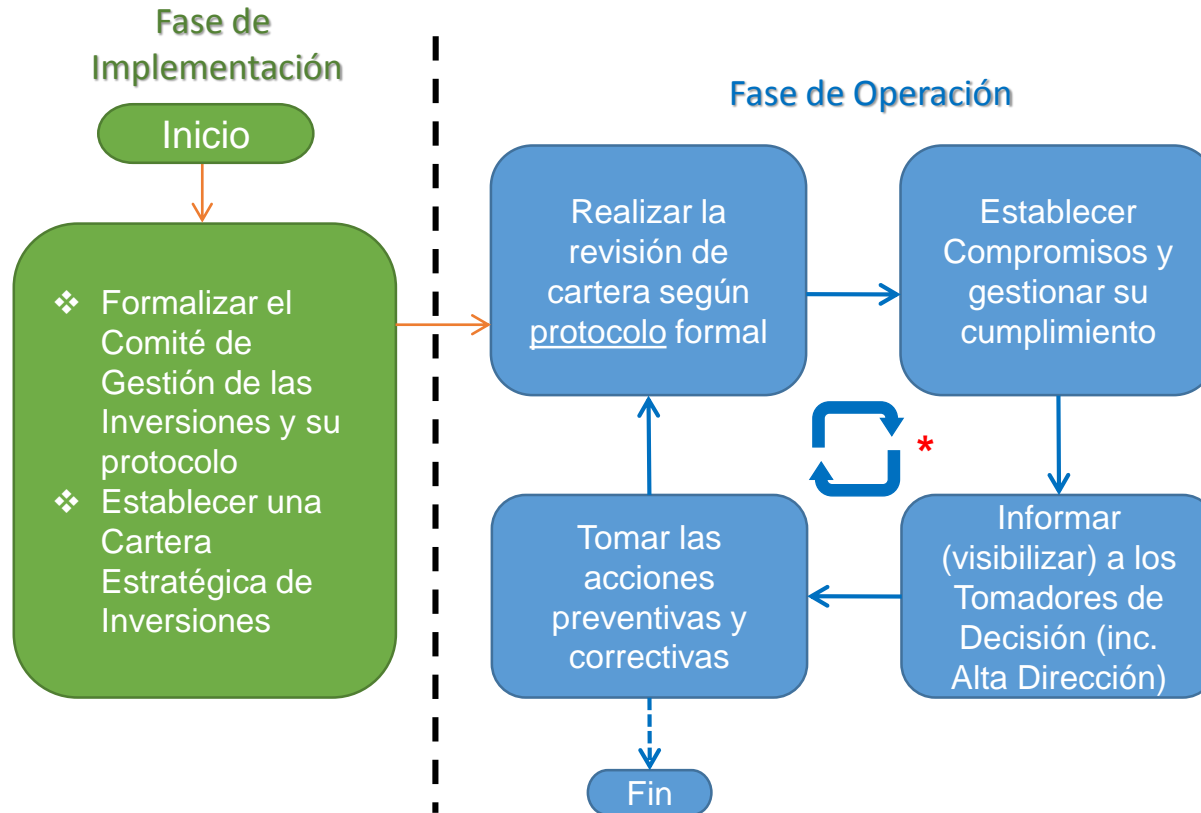 Fase de
Implementación
Inicio
❖ Formalizar el
Comité de
Gestión de las
Inversiones y su
protocolo
❖ Establecer una
Cartera
Estratégica de
Inversiones
Fase de Operación
Realizar la
revisión de
cartera según
protocolo formal
Establecer
Compromisos y
gestionar su
cumplimiento
*
Informar
(visibilizar) a los
Tomadores de
Decisión (inc.
Alta Dirección)
Tomar las
acciones
preventivas y
correctivas
Fin